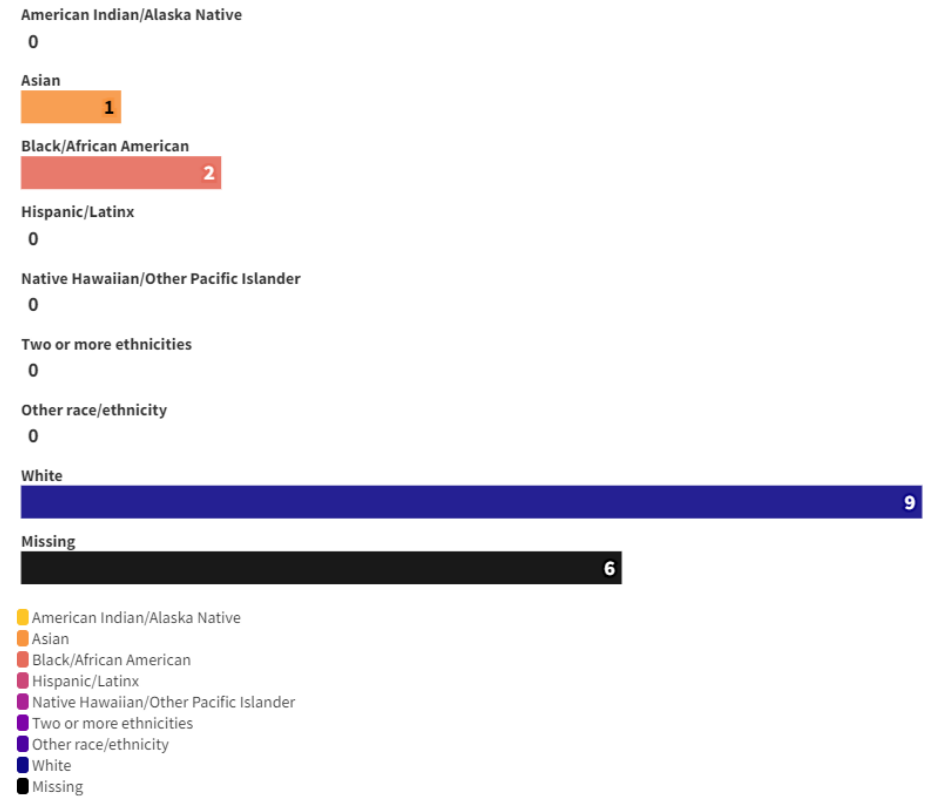 American Indian/Alaska Native
0
Asian
1
Black/African American
2
Hispanic/Latinx
0
Native Hawaiian/Other Pacific Islander
0
Two or more ethnicities
0
Other race/ethnicity
0
White
9
Missing
6
American Indian/Alaska Native
Asian
Black/African American
Hispanic/Latinx
Native Hawaiian/Other Pacific Islander
Two or more ethnicities
Other race/ethnicity
White
Missing